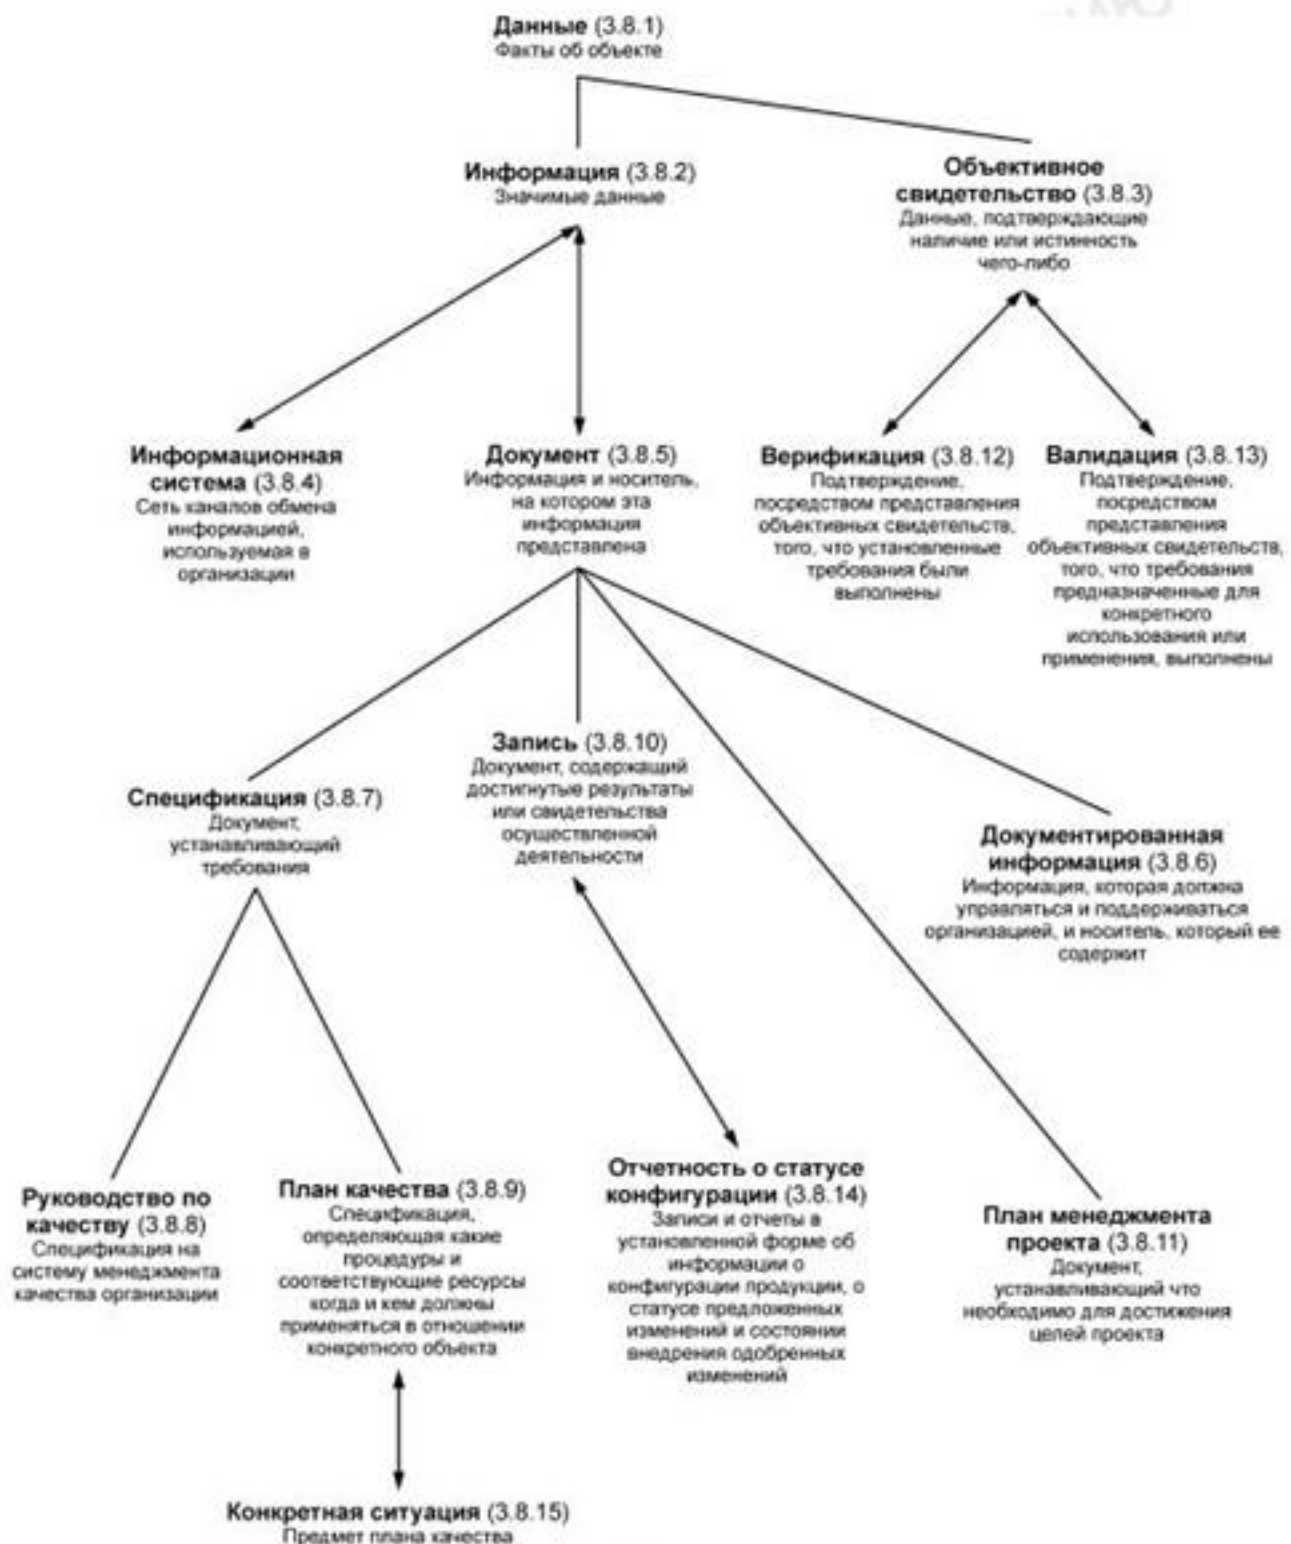 Данные (3.8.1)
Факты об объекте
Информация (3.8.2)
Значимые данные
Объективное
свидетельство (3.8.3)
Данные, подтверждающие
наличие или истинность
чего-либо
Информационная
система (3.8.4)
Сеть каналов обмена
информацией,
используемая в
организации
Документ (3.8.5)
Информация и носитель,
на котором эта
информация
представлена
Верификация (3.8.12)
Подтверждение,
посредством представления
объективных свидетельств,
того, что установленные
требования были
выполнены
Валидация (3.8.13)
Подтверждение,
посредством
представления
объективных свидетельств,
того, что требования
предназначенные для
конкретного
использования или
применения, выполнены
Спецификация (3.8.7)
Документ,
устанавливающий
требования
Запись (3.8.10)
Документ, содержащий
достигнутые результаты
или свидетельства
осуществленной
деятельности
Документированная
информация (3.8.6)
Информация, которая должна
управляться и поддерживаться
организацией, и носитель, который ее
содержит
Руководство по
качеству (3.8.8)
Спецификация на
систему менеджмента
качества организации
План качества (3.8.9)
Спецификация,
определяющая какие
процедуры и
соответствующие ресурсы
когда и кем должны
применяться в отношении
конкретного объекта
Отчетность о статусе
конфигурации (3.8.14)
Записи и отчеты в
установленной форме об
информации о
конфигурации продукции, о
статусе предложенных
изменений и состоянии
внедрения одобренных
изменений
План менеджмента
проекта (3.8.11)
Документ,
устанавливающий что
необходимо для достижения
целей проекта
Конкретная ситуация (3.8.15)
Предмет плана качества